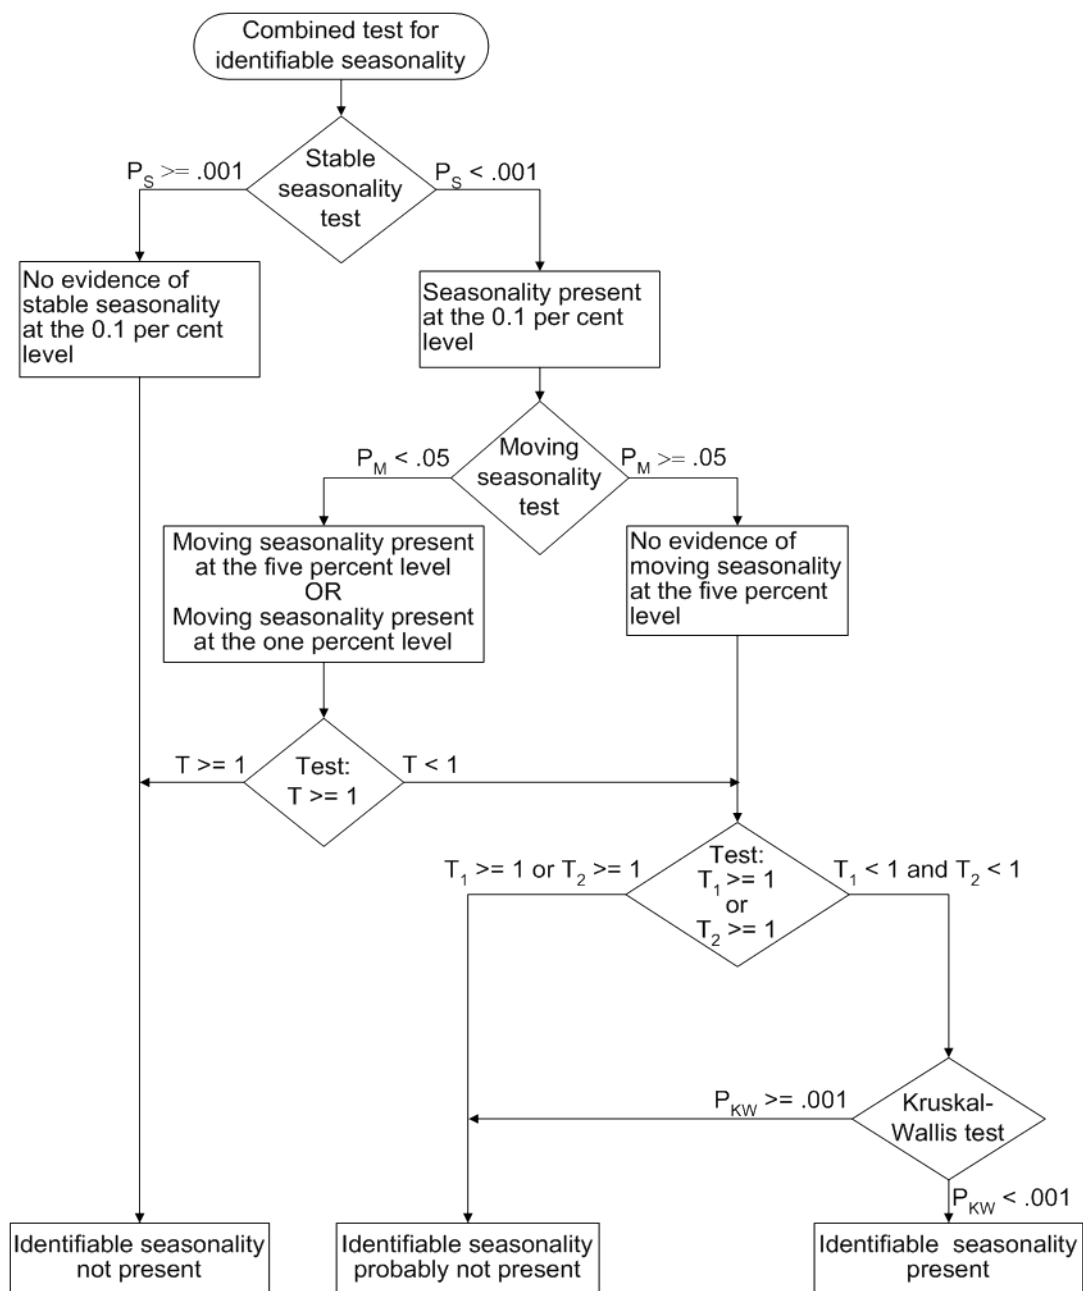 Combined test for
identifiable seasonality
Stable
seasonality
test
P_S >= .001
P_S < .001
No evidence of
stable seasonality
at the 0.1 per cent
level
Seasonality present
at the 0.1 per cent
level
Moving
seasonality
test
P_M < .05
P_M >= .05
Moving seasonality present
at the five percent level
OR
Moving seasonality present
at the one percent level
No evidence of
moving seasonality
at the five percent
level
T >= 1
Test:
T >= 1
T < 1
T_1 >= 1 or T_2 >= 1
Test:
T_1 >= 1
or
T_2 >= 1
T_1 < 1 and T_2 < 1
P_KW >= .001
Kruskal-
Wallis test
P_KW < .001
Identifiable seasonality
not present
Identifiable seasonality
probably not present
Identifiable seasonality
present